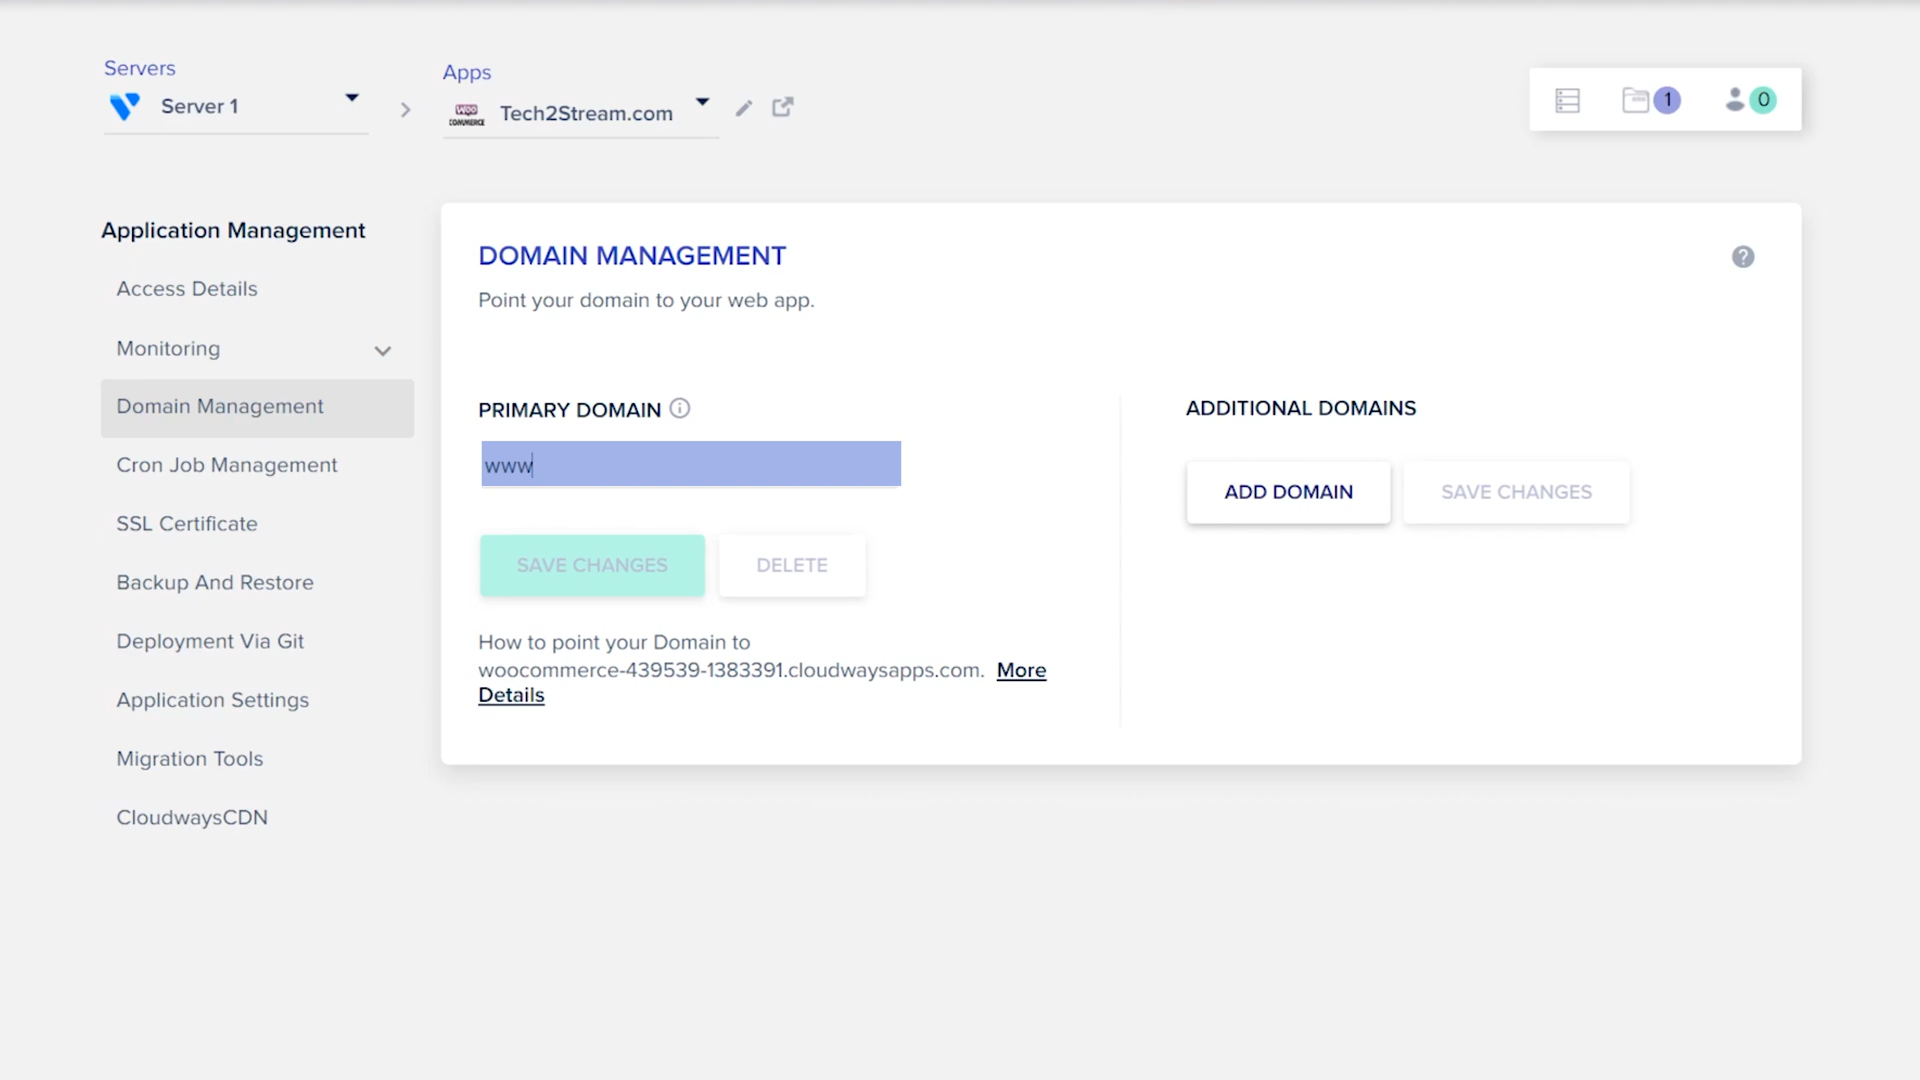 Servers
Server 1
Apps
WOO COMMERCE
Tech2Stream.com
1
0
Application Management
Access Details
Monitoring
Domain Management
Cron Job Management
SSL Certificate
Backup And Restore
Deployment Via Git
Application Settings
Migration Tools
CloudwaysCDN
DOMAIN MANAGEMENT
?
Point your domain to your web app.
PRIMARY DOMAIN
www
SAVE CHANGES
DELETE
How to point your Domain to
woocommerce-439539-1383391.cloudwaysapps.com. More
Details
ADDITIONAL DOMAINS
ADD DOMAIN
SAVE CHANGES